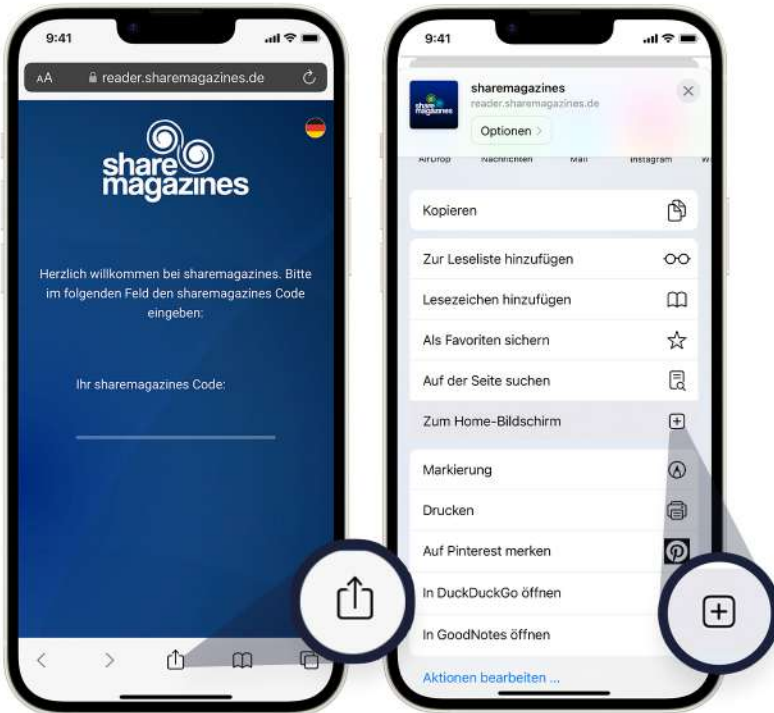 9:41
AA reader.sharemagazines.de
share
magazines
Herzlich willkommen bei sharemagazines. Bitte
im folgenden Feld den sharemagazines Code
eingeben:
Ihr sharemagazines Code:
9:41
share
magazines
sharemagazines
reader.sharemagazines.de
Optionen
AirDrop Nachrichten Mail Instagram
Kopieren
Zur Leseliste hinzufügen
Lesezeichen hinzufügen
Als Favoriten sichern
Auf der Seite suchen
Zum Home-Bildschirm
Markierung
Drucken
Auf Pinterest merken
In DuckDuckGo öffnen
In GoodNotes öffnen
Aktionen bearbeiten ...